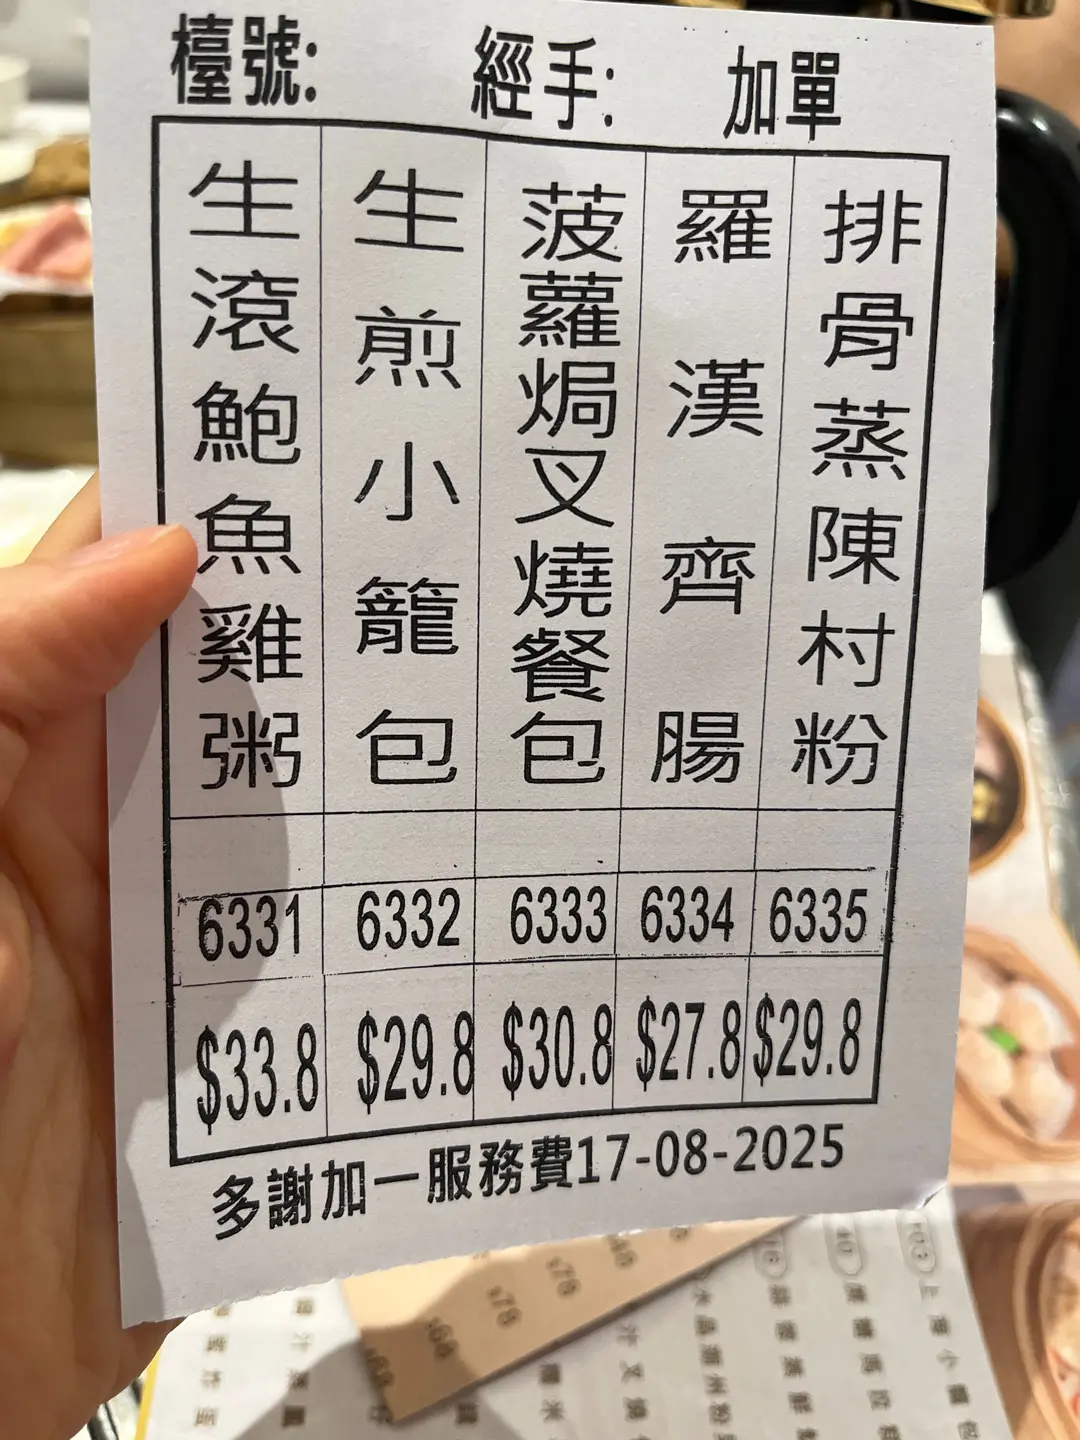 檯號:
經手:
加單
排骨蒸陳村粉
羅漢齊腸
菠蘿焗叉燒餐包
生煎小籠包
生滾鮑魚雞粥
6331 6332 6333 6334 6335
$33.8 $29.8 $30.8 $27.8 $29.8
多謝加一服務費17-08-2025